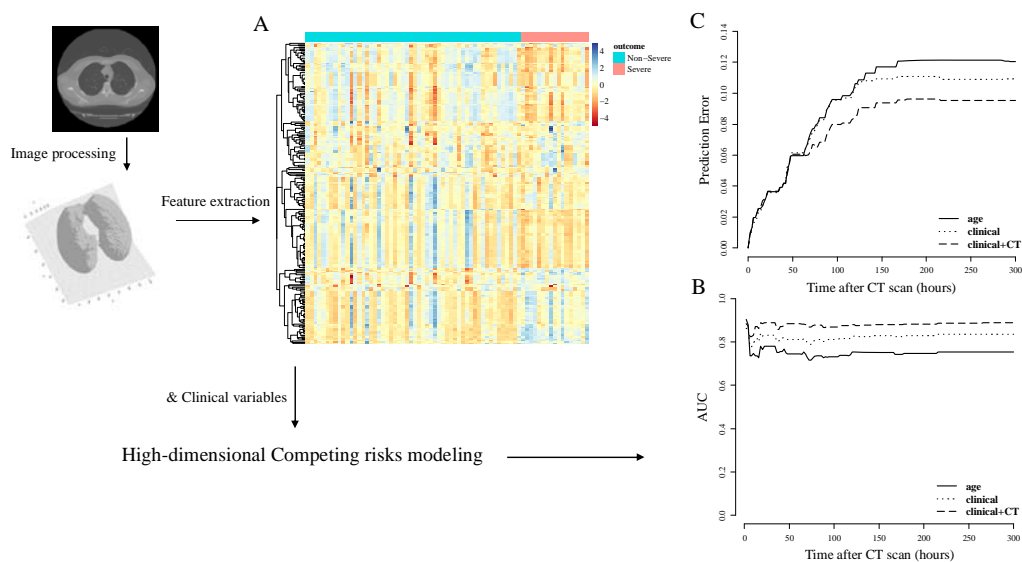 A
outcome
Non-Severe
Severe
4
2
0
−2
−4
Image processing
Feature extraction
& Clinical variables
High-dimensional Competing risks modeling
C
Prediction Error
0.14
0.12
0.10
0.08
0.06
0.04
0.02
0.00
age
clinical
clinical+CT
0 50 100 150 200 250 300
Time after CT scan (hours)
B
AUC
1.0
0.8
0.6
0.4
0.2
0.0
age
clinical
clinical+CT
0 50 100 150 200 250 300
Time after CT scan (hours)